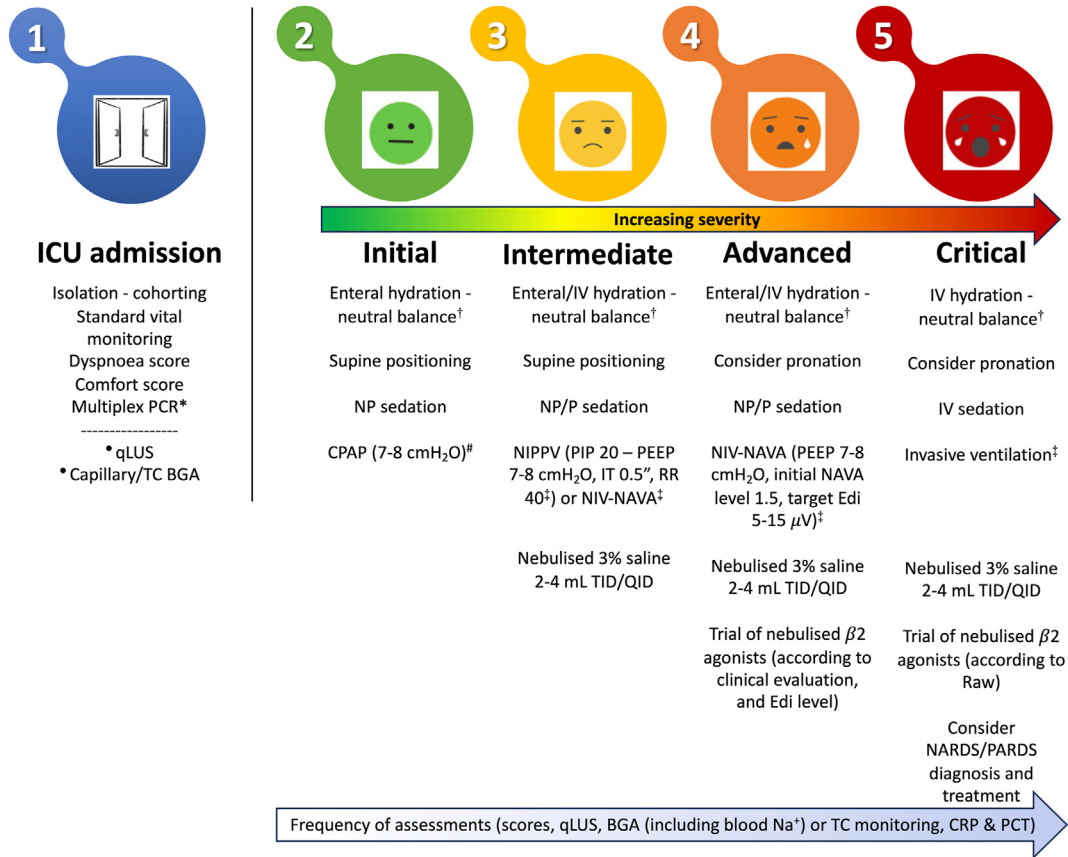 1
2
3
4
5
Increasing severity
ICU admission
Isolation - cohorting
Standard vital
monitoring
Dyspnoea score
Comfort score
Multiplex PCR*
-----------------
•qLUS
•Capillary/TC BGA
Initial
Enteral hydration -
neutral balance†
Supine positioning
NP sedation
CPAP (7-8 cmH₂O)#
Intermediate
Enteral/IV hydration -
neutral balance†
Supine positioning
NP/P sedation
NIPPV (PIP 20 – PEEP
7-8 cmH₂O, IT 0.5”, RR
40‡) or NIV-NAVA‡
Nebulised 3% saline
2-4 mL TID/QID
Advanced
Enteral/IV hydration -
neutral balance†
Consider pronation
NP/P sedation
NIV-NAVA (PEEP 7-8
cmH₂O, initial NAVA
level 1.5, target Edi
5-15 μV)‡
Nebulised 3% saline
2-4 mL TID/QID
Trial of nebulised β2
agonists (according to
clinical evaluation,
and Edi level)
Critical
IV hydration -
neutral balance†
Consider pronation
IV sedation
Invasive ventilation‡
Nebulised 3% saline
2-4 mL TID/QID
Trial of nebulised β2
agonists (according to
Raw)
Consider
NARDS/PARDS
diagnosis and
treatment
Frequency of assessments (scores, qLUS, BGA (including blood Na⁺) or TC monitoring, CRP & PCT)